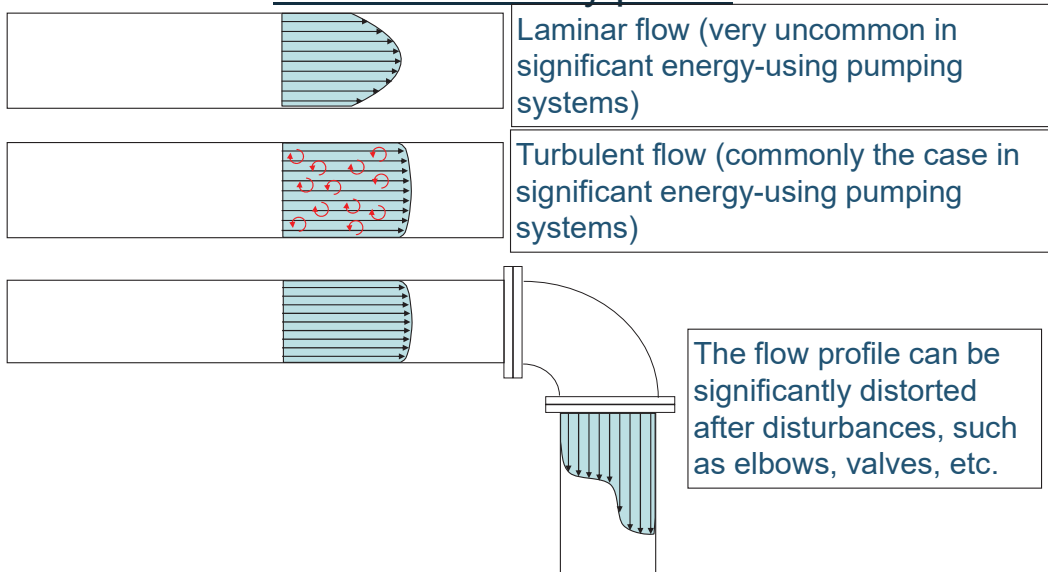 Laminar flow (very uncommon in
significant energy-using pumping
systems)
Turbulent flow (commonly the case in
significant energy-using pumping
systems)
The flow profile can be
significantly distorted
after disturbances, such
as elbows, valves, etc.